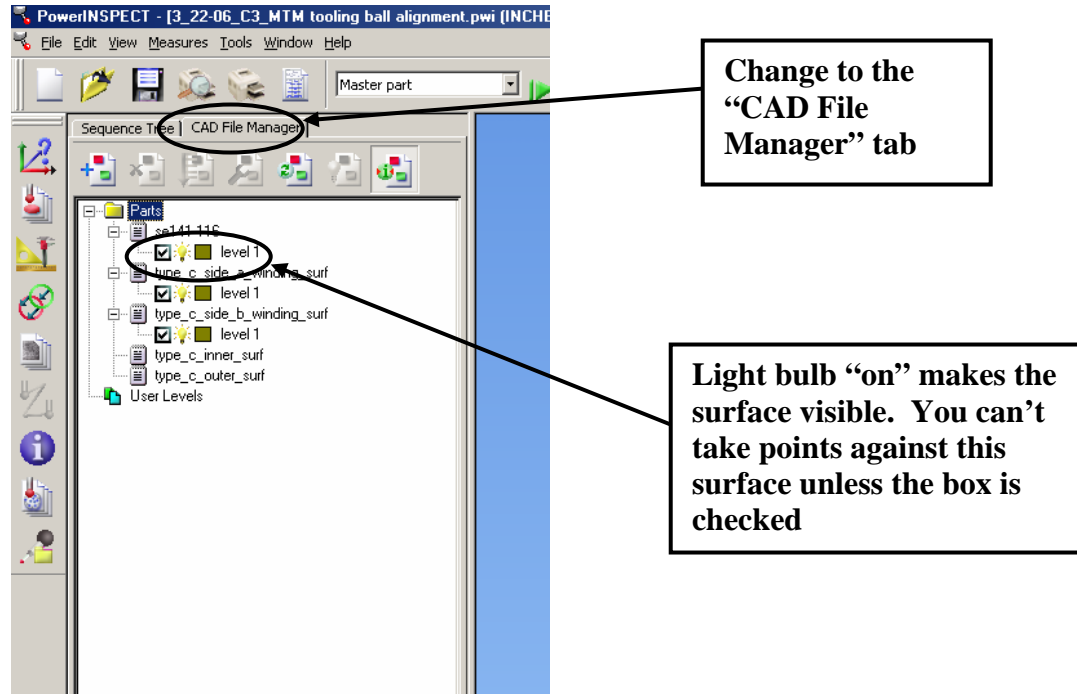 PowerINSPECT - [3_22-06_C3_MTM tooling ball alignment.pwi (INCHE
File Edit View Measures Tools Window Help
Master part
Sequence Tree CAD File Manager
Parts
se141-116
level 1
type_c_side_a_winding_surf
level 1
type_c_side_b_winding_surf
level 1
type_c_inner_surf
type_c_outer_surf
User Levels
Change to the
“CAD File
Manager” tab
Light bulb “on” makes the
surface visible. You can’t
take points against this
surface unless the box is
checked